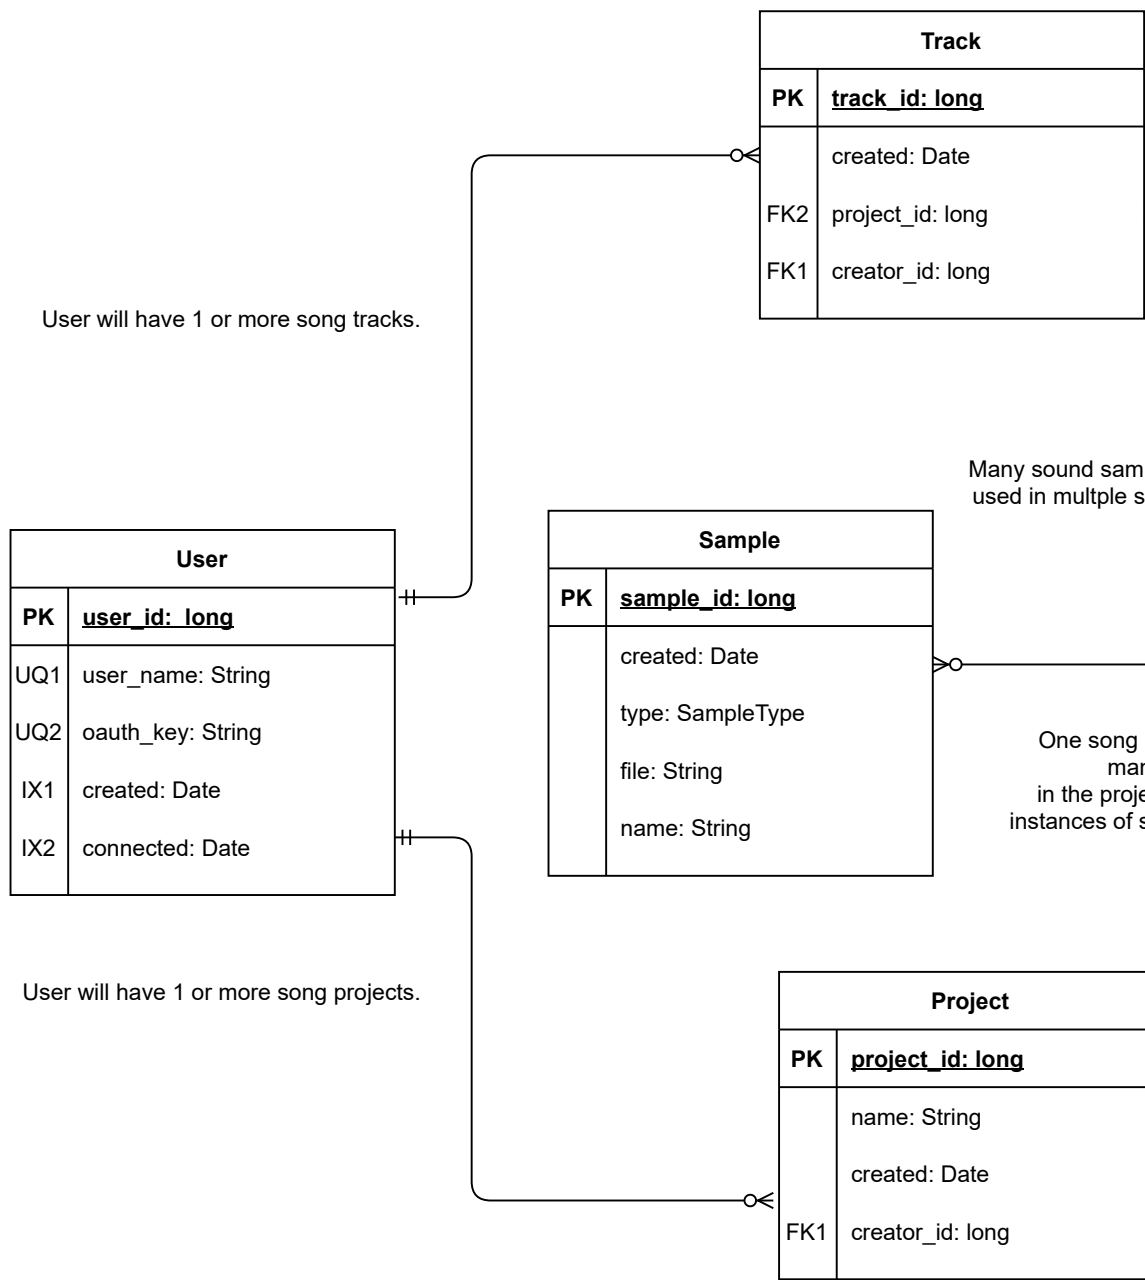 Track
PK track_id: long
created: Date
FK2 project_id: long
FK1 creator_id: long
User will have 1 or more song tracks.
Many sound sam
used in multple s
User
PK user_id: long
UQ1 user_name: String
UQ2 oauth_key: String
IX1 created: Date
IX2 connected: Date
Sample
PK sample_id: long
created: Date
type: SampleType
file: String
name: String
One song
mar
in the proje
instances of s
User will have 1 or more song projects.
Project
PK project_id: long
name: String
created: Date
FK1 creator_id: long